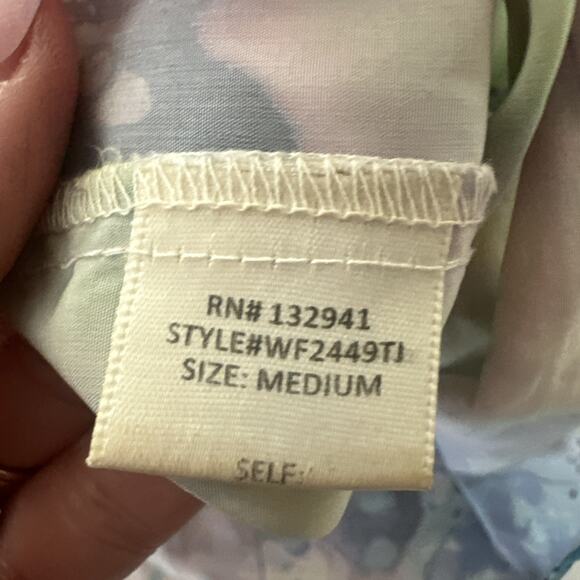 RN# 132941
STYLE#WF2449TJ
SIZE: MEDIUM
SELF: